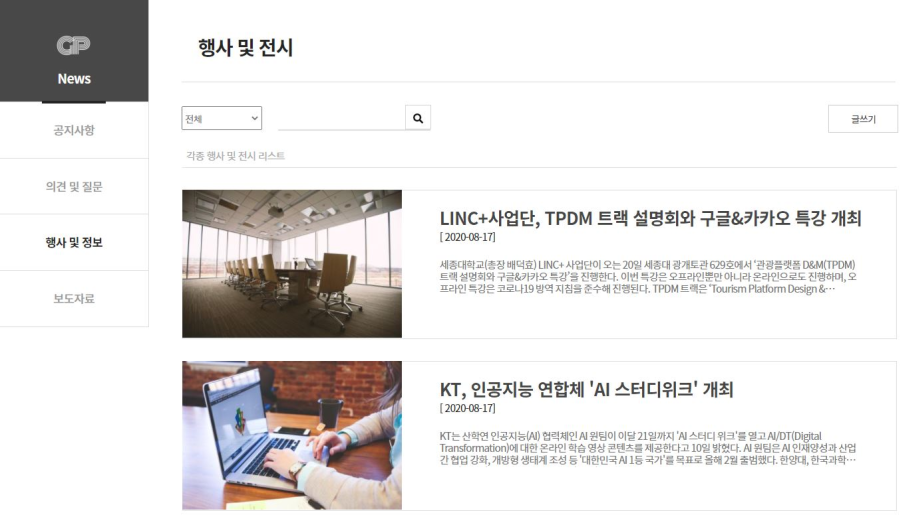 GP
News
공지사항
의견 및 질문
행사 및 정보
보도자료
행사 및 전시
전체
글쓰기
각종 행사 및 전시 리스트
LINC+사업단, TPDM 트랙 설명회와 구글&카카오 특강 개최
[ 2020-08-17]
세종대학교(총장 배덕효) LINC+ 사업단이 오는 20일 세종대 광개토관 629호에서 '관광플랫폼 D&M(TPDM)
트랙 설명회와 구글&카카오 특강'을 진행한다. 이번 특강은 오프라인뿐만 아니라 온라인으로도 진행하며, 오
프라인 특강은 코로나19 방역 지침을 준수해 진행된다. TPDM 트랙은 'Tourism Platform Design &…
KT, 인공지능 연합체 'AI 스터디위크' 개최
[ 2020-08-17]
KT는 산학연 인공지능(AI) 협력체인 AI 원팀이 이달 21일까지 'AI 스터디 위크'를 열고 AI/DT(Digital
Transformation)에 대한 온라인 학습 영상 콘텐츠를 제공한다고 10일 밝혔다. AI 원팀은 AI 인재양성과 산업
간 협업 강화, 개방형 생태계 조성 등 '대한민국 AI 1등 국가'를 목표로 올해 2월 출범했다. 한양대, 한국과학…